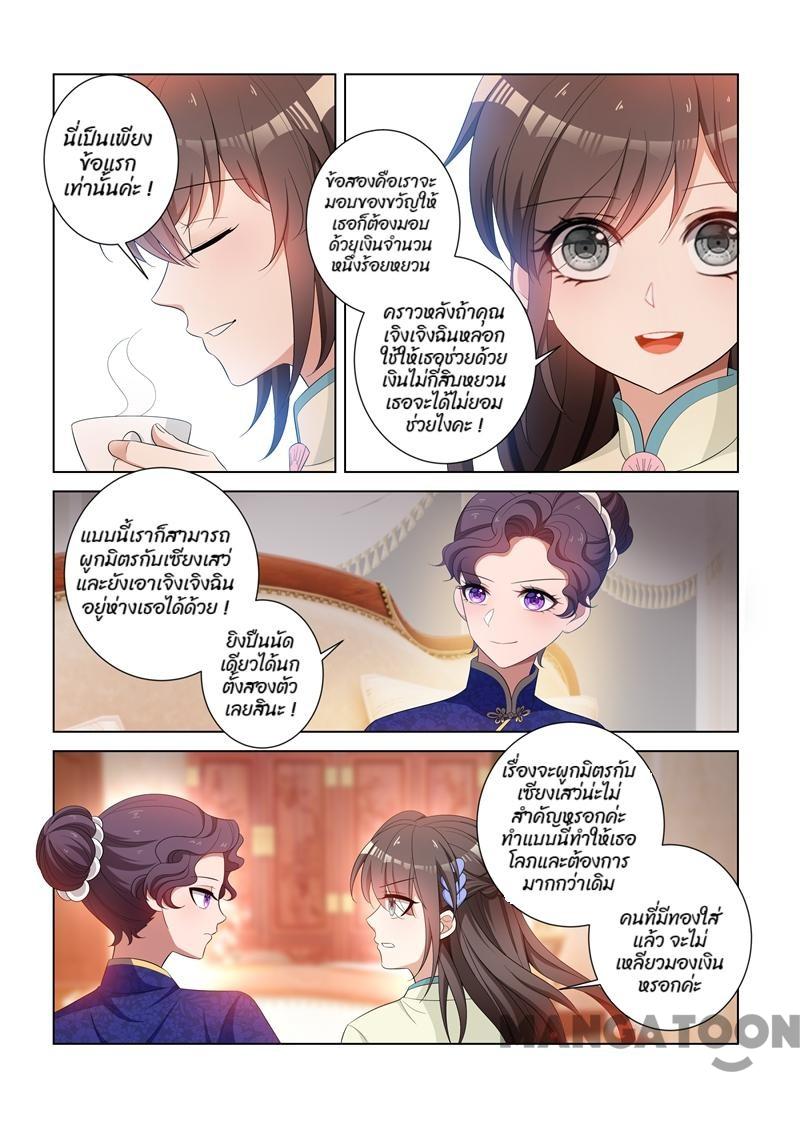 นี่เป็นเพียง
ข้อแรก
เท่านั้นค่ะ !
ข้อสองคือเราจะ
มอบของขวัญให้
เธอก็ต้องมอบ
ด้วยเงินจำนวน
หนึ่งร้อยหยวน
คราวหลังถ้าคุณ
เจิงเจิงฉินหลอก
ใช้ให้เธอช่วยด้วย
เงินไม่กี่สิบหยวน
เธอจะได้ไม่ยอม
ช่วยไงคะ !
แบบนี้เราก็สามารถ
ผูกมิตรกับเซียงเสว่
และยังเอาเจิงเจิงฉิน
อยู่ห่างเธอได้ด้วย !
ยิงปืนนัด
เดียวได้นก
ตั้งสองตัว
เลยสินะ !
เรื่องจะผูกมิตรกับ
เซียงเสว่น่ะไม่
สำคัญหรอกค่ะ
ทำแบบนี้ทำให้เธอ
โลภและต้องการ
มากกว่าเดิม
คนที่มีทองใส่
แล้ว จะไม่
เหลียวมองเงิน
หรอกค่ะ
MANGATOON